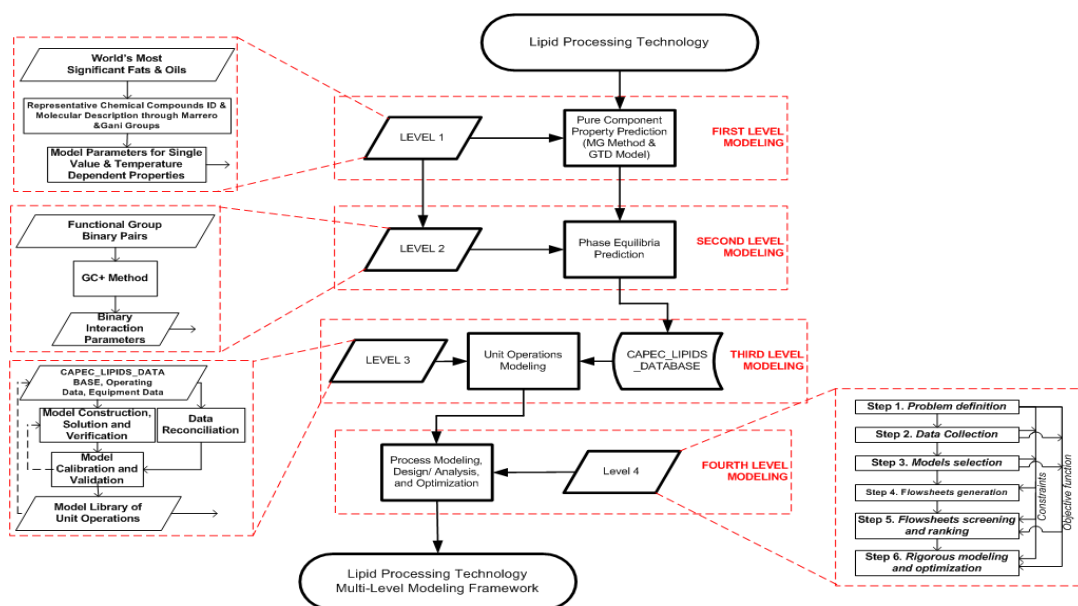 Lipid Processing Technology
World's Most
Significant Fats & Oils
Representative Chemical Compounds ID &
Molecular Description through Marrero
&Gani Groups
Model Parameters for Single
Value & Temperature
Dependent Properties
LEVEL 1
Pure Component
Property Prediction
(MG Method &
GTD Model)
FIRST LEVEL
MODELING
Functional Group
Binary Pairs
GC+ Method
Binary
Interaction
Parameters
LEVEL 2
Phase Equilibria
Prediction
SECOND LEVEL
MODELING
CAPEC_LIPIDS_DATA
BASE, Operating
Data, Equipment Data
Model Construction,
Solution and
Verification
Data
Reconciliation
Model
Calibration and
Validation
Model Library of
Unit Operations
LEVEL 3
Unit Operations
Modeling
CAPEC_LIPIDS
_DATABASE
THIRD LEVEL
MODELING
Process Modeling,
Design/ Analysis,
and Optimization
Level 4
FOURTH LEVEL
MODELING
Step 1. Problem definition
Step 2. Data Collection
Step 3. Models selection
Step 4. Flowsheets generation
Step 5. Flowsheets screening
and ranking
Step 6. Rigorous modeling
and optimization
Constraints
Objective function
Lipid Processing Technology
Multi-Level Modeling Framework